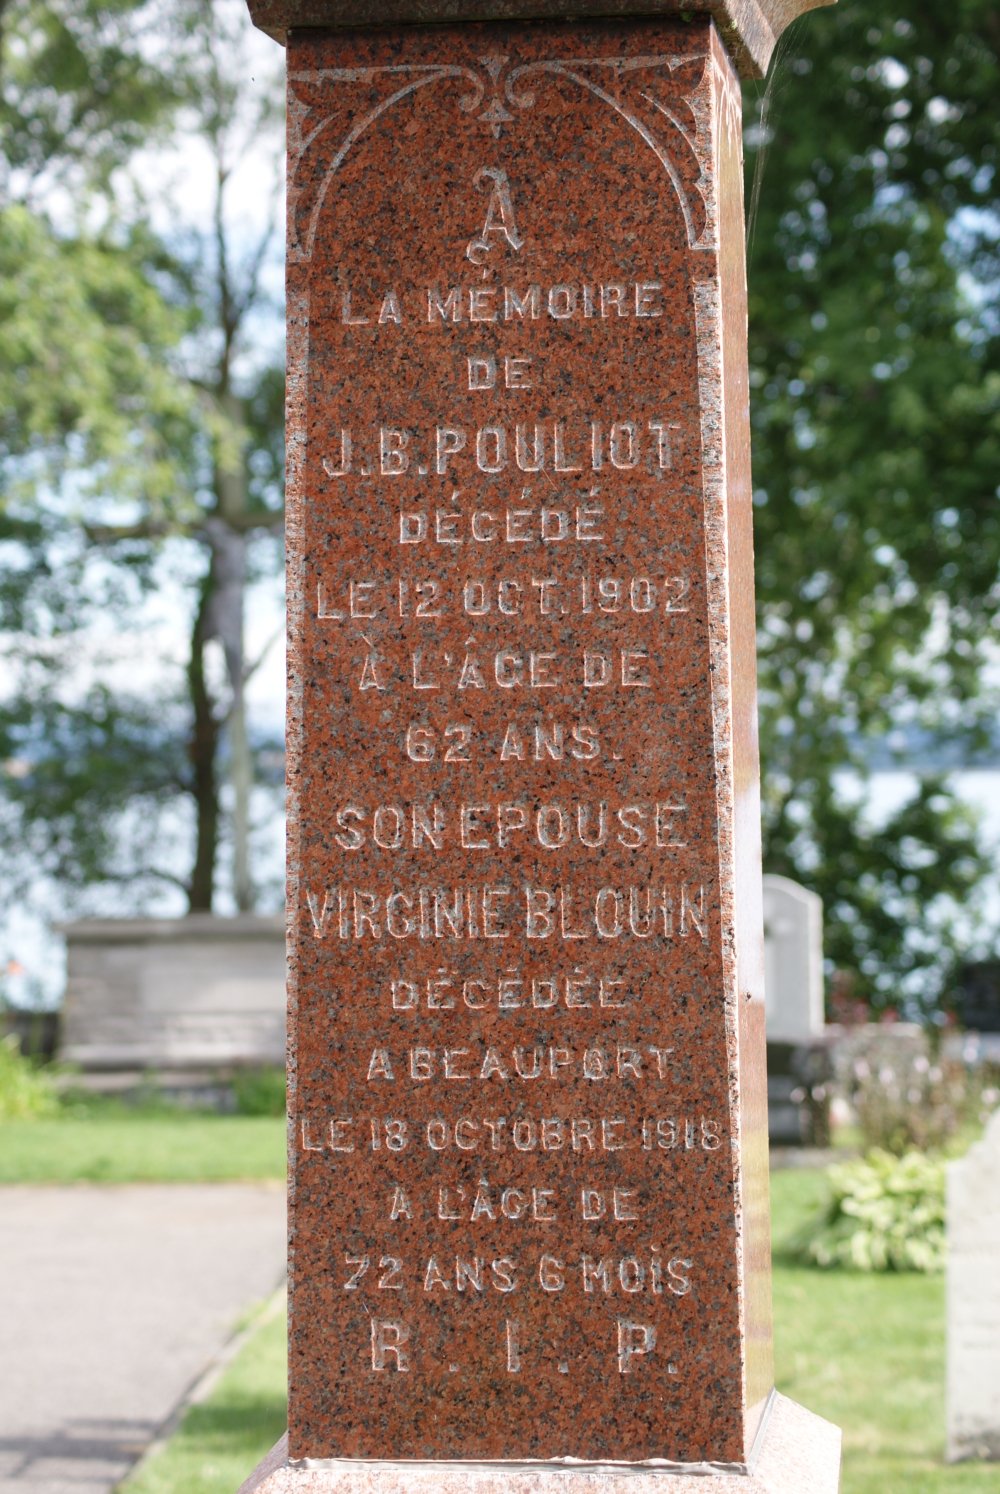 A
LA MÉMOIRE
DE
J.B. POULIOT
DÉCÉDÉ
LE 12 OCT. 1902
À L'ÂGE DE
62 ANS.
SON EPOUSE
VIRGINIE BLOUIN
DÉCÉDÉE
A BEAUPORT
LE 18 OCTOBRE 1918
A L'ÂGE DE
72 ANS 6 MOIS
R. I. P.